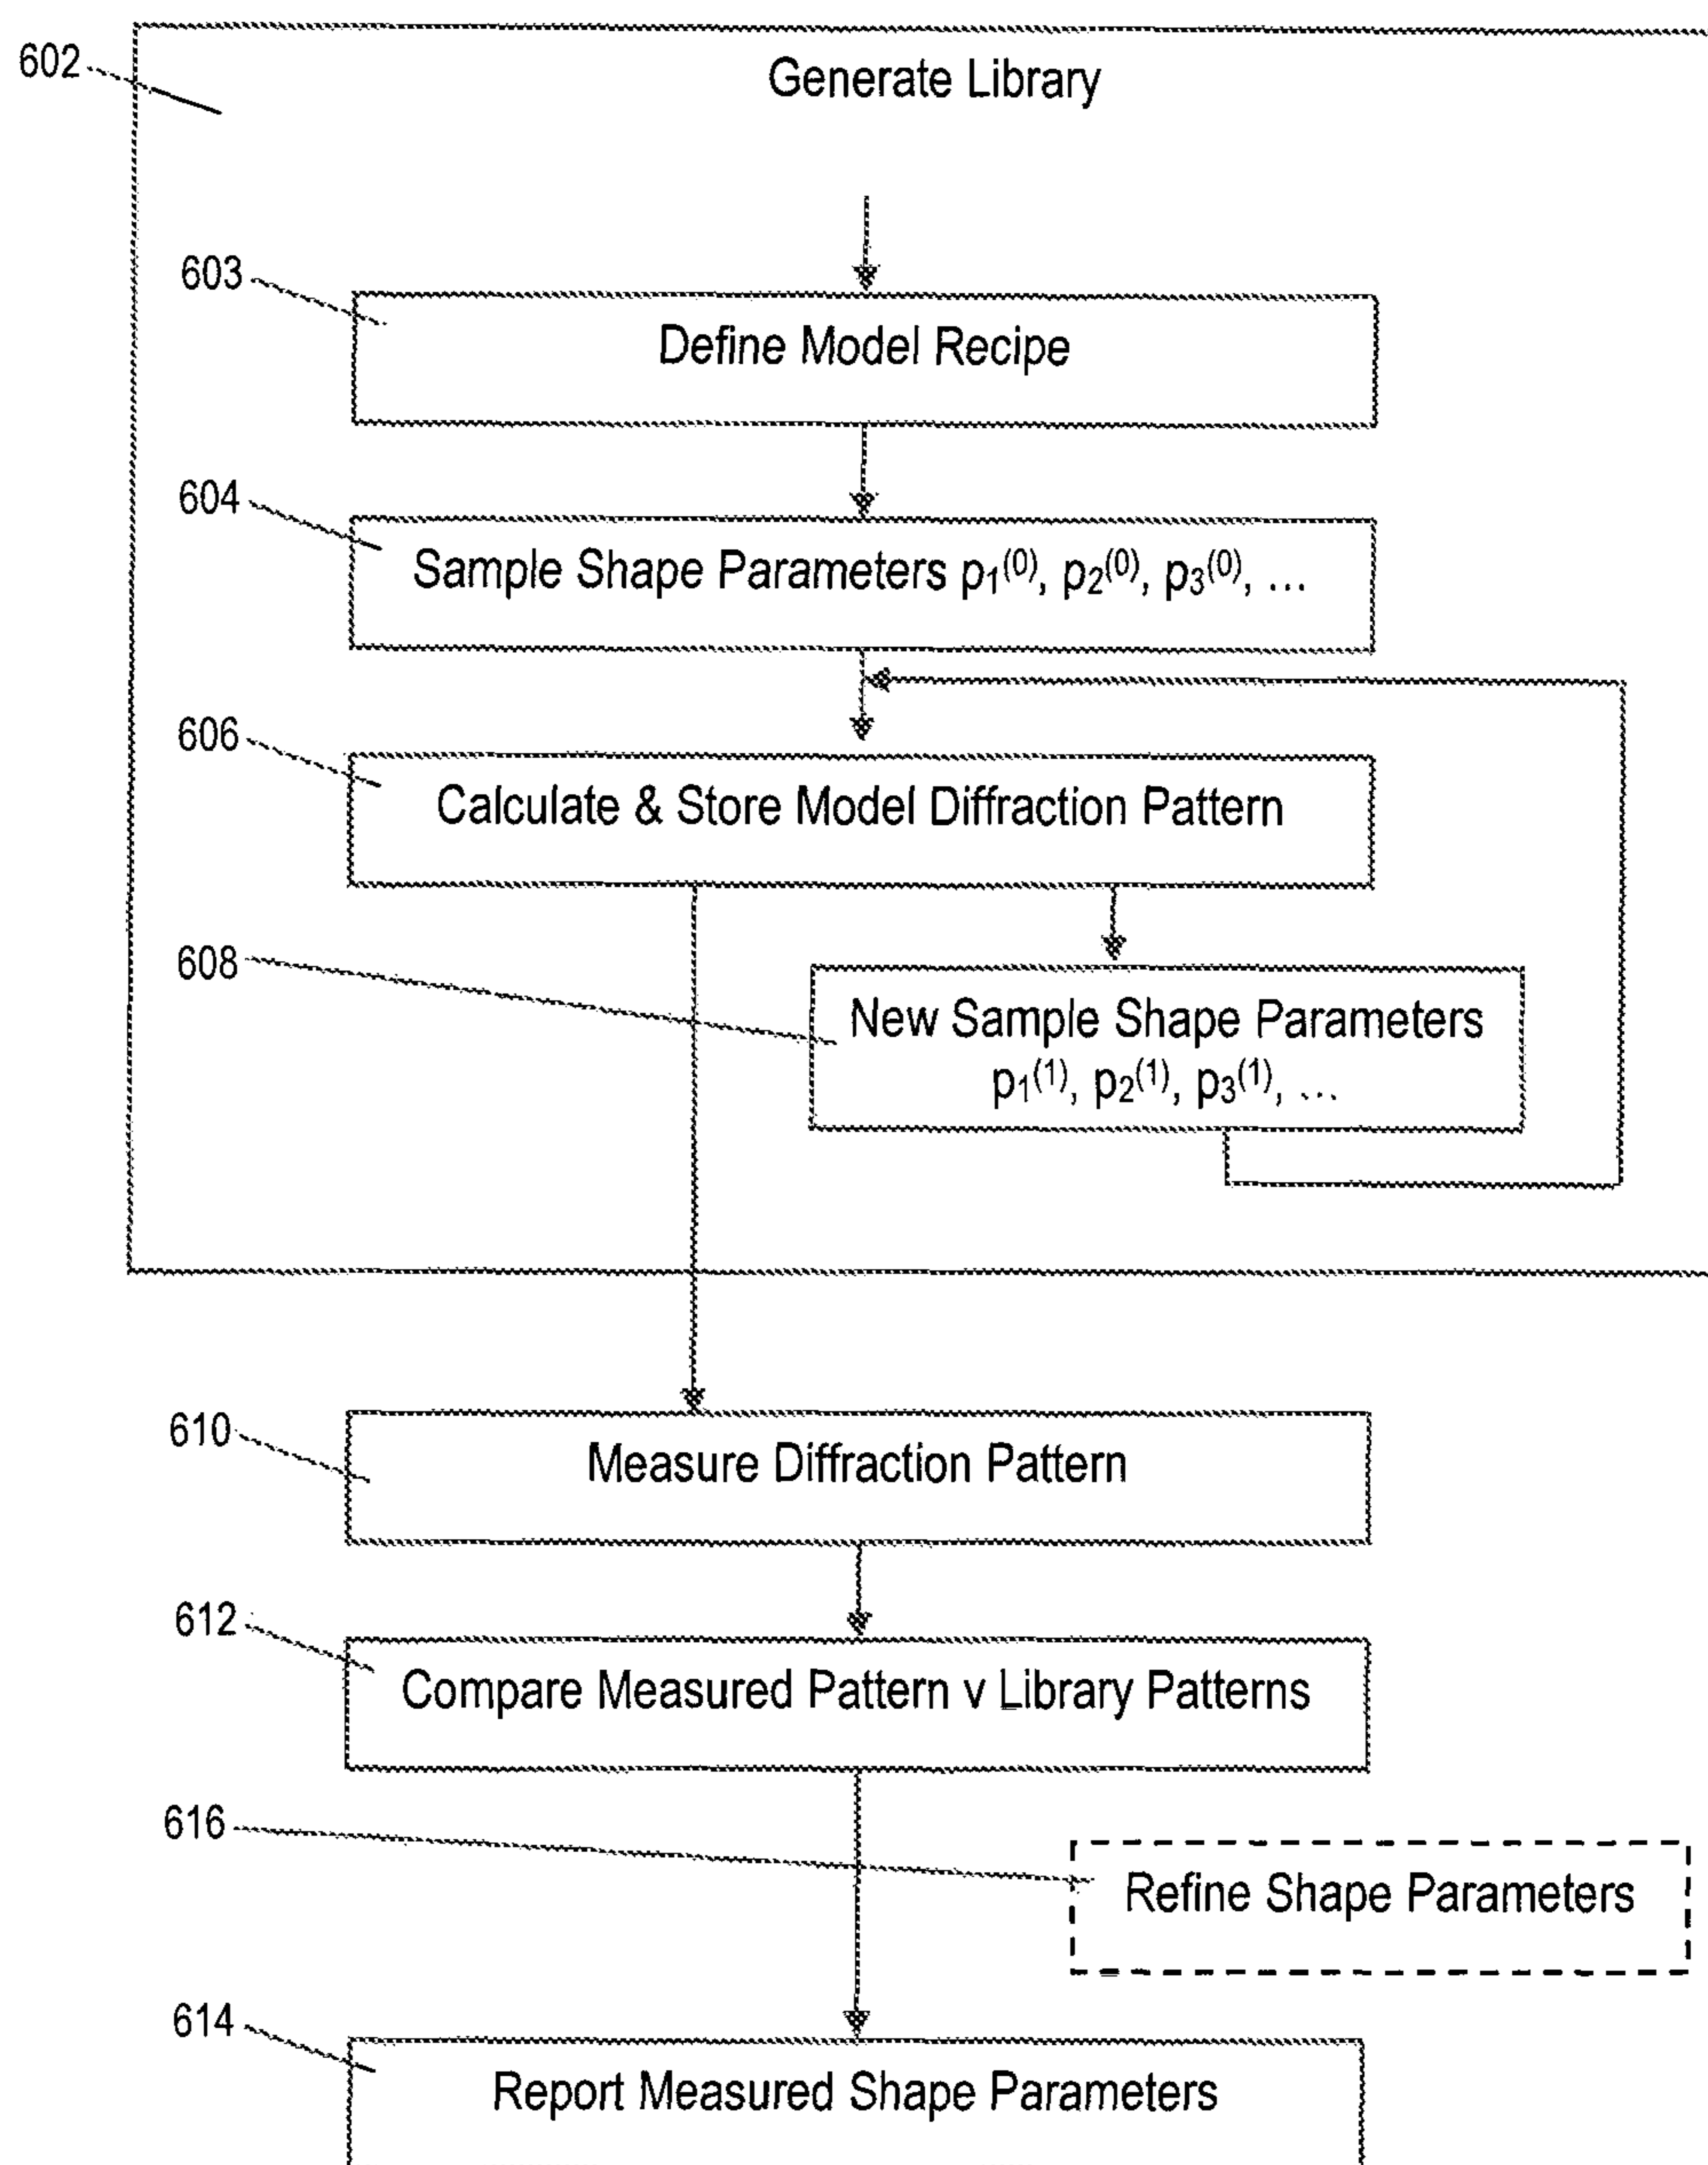 602
Generate Library
603
Define Model Recipe
604
Sample Shape Parameters p₁⁽⁰⁾, p₂⁽⁰⁾, p₃⁽⁰⁾, ...
606
Calculate & Store Model Diffraction Pattern
608
New Sample Shape Parameters
p₁⁽¹⁾, p₂⁽¹⁾, p₃⁽¹⁾, ...
610
Measure Diffraction Pattern
612
Compare Measured Pattern v Library Patterns
616
Refine Shape Parameters
614
Report Measured Shape Parameters